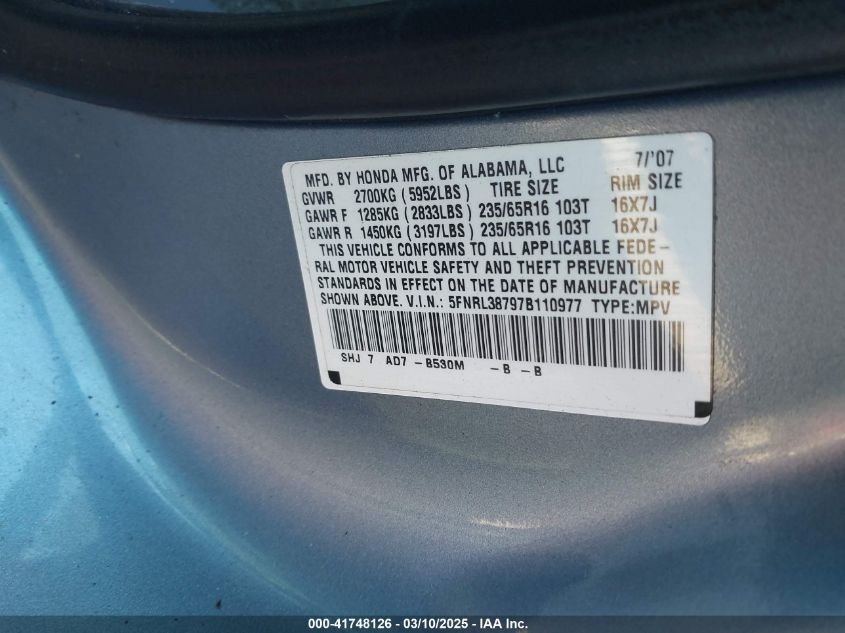 MFD. BY HONDA MFG. OF ALABAMA, LLC 7/'07
GVWR 2700KG (5952LBS) TIRE SIZE RIM SIZE
GAWR F 1285KG (2833LBS) 235/65R16 103T 16X7J
GAWR R 1450KG (3197LBS) 235/65R16 103T 16X7J
THIS VEHICLE CONFORMS TO ALL APPLICABLE FEDE-
RAL MOTOR VEHICLE SAFETY AND THEFT PREVENTION
STANDARDS IN EFFECT ON THE DATE OF MANUFACTURE
SHOWN ABOVE. V.I.N.: 5FNRL38797B110977 TYPE:MPV
SHJ 7 AD7 -B530M -B -B
000-41748126 - 03/10/2025 - IAA Inc.